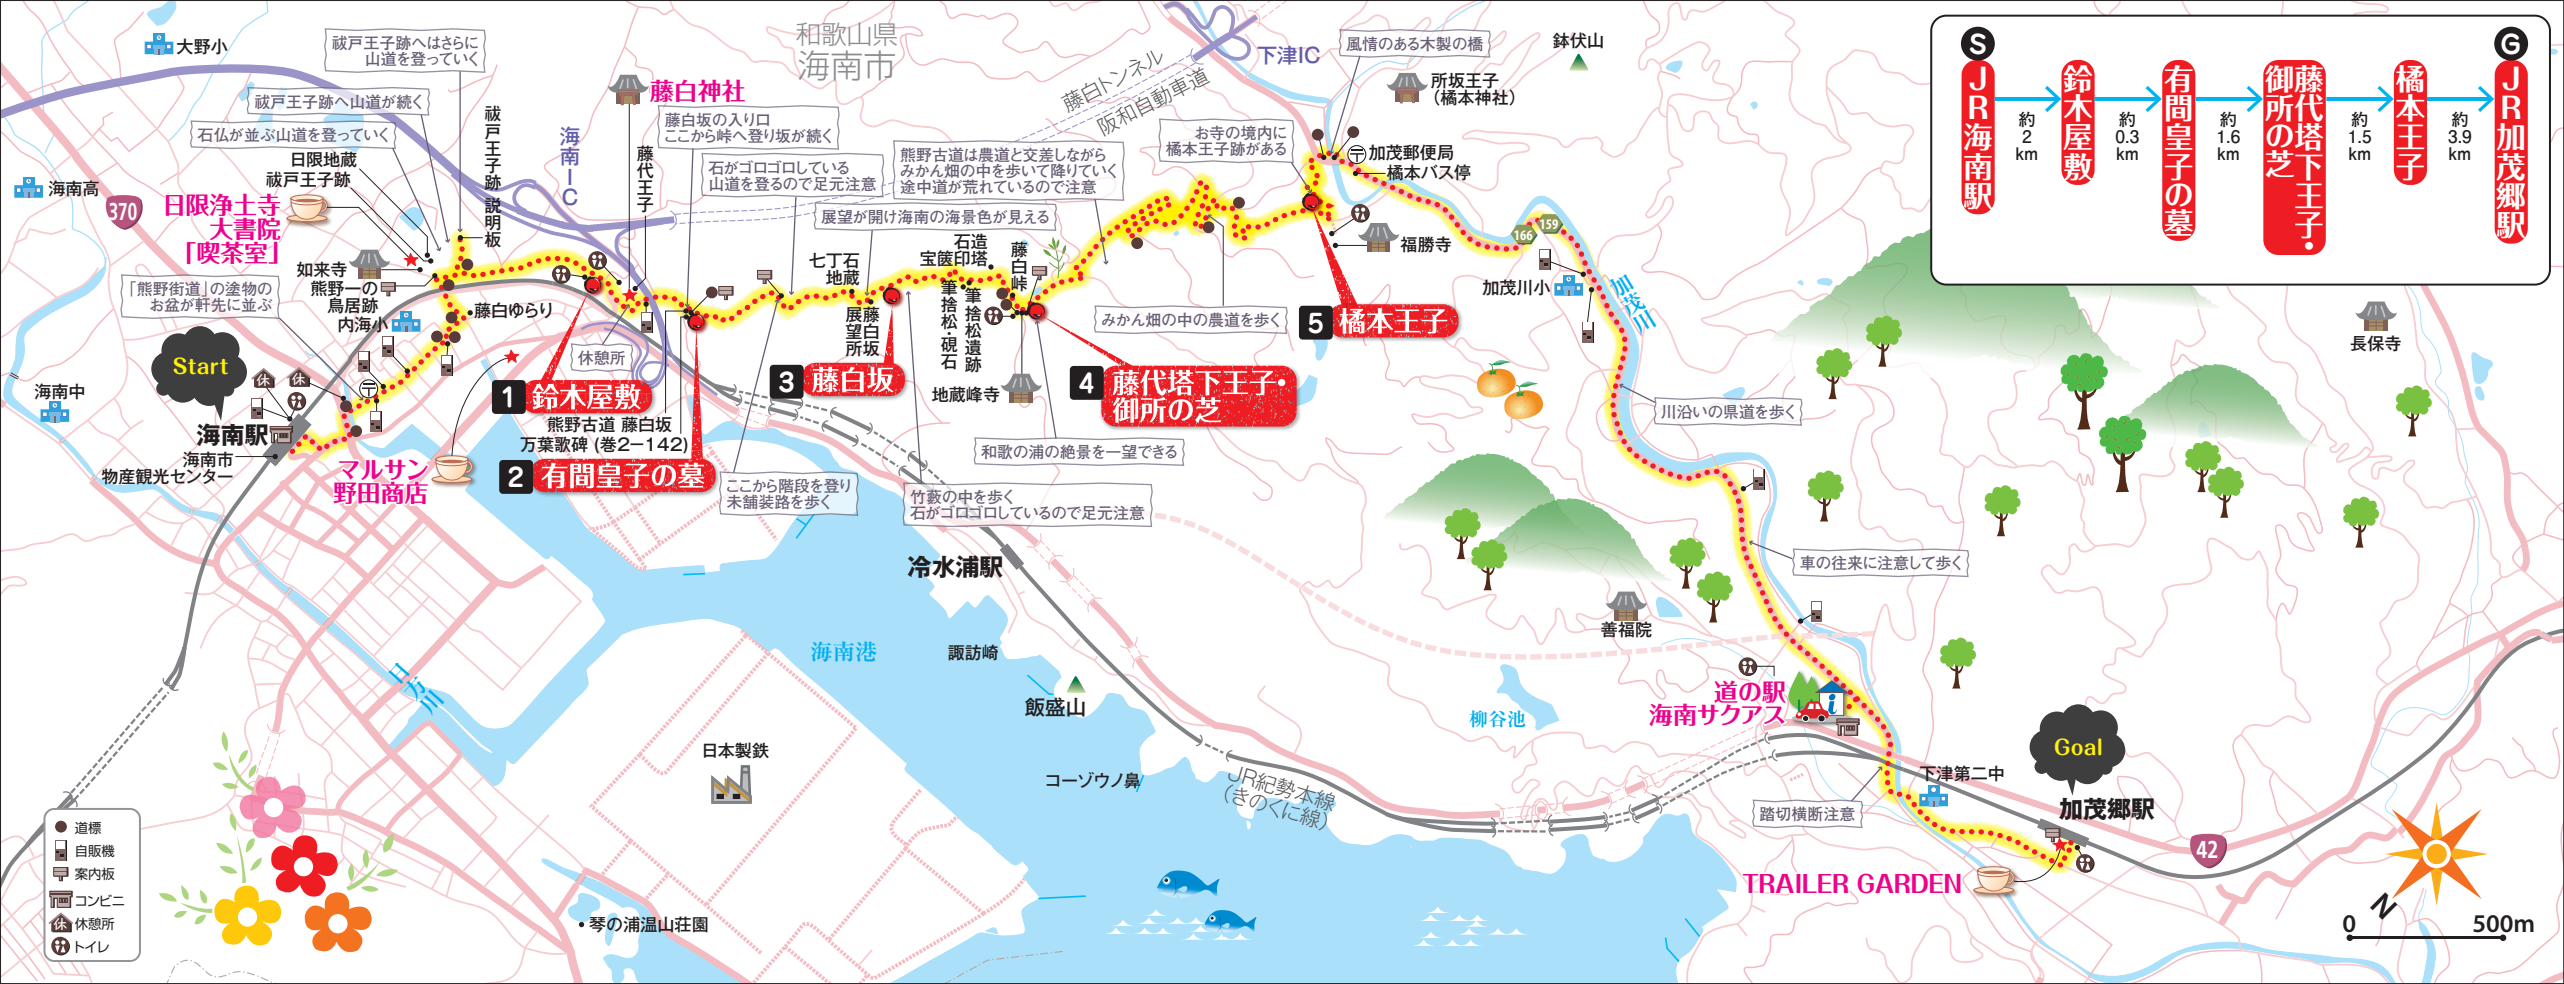 和歌山県
海南市
大野小
祓戸王子跡へはさらに
山道を登っていく
祓戸王子跡へ山道が続く
石仏が並ぶ山道を登っていく
日限地蔵
祓戸王子跡
海南高
370
日限浄土寺
大書院
「喫茶室」
如来寺
熊野一の
鳥居跡
内海小
「熊野街道」の塗物の
お盆が軒先に並ぶ
祓戸王子跡 説明板
海南IC
藤白神社
藤白坂の入り口
ここから峠へ登り坂が続く
藤代王子
石がゴロゴロしている
山道を登るので足元注意
熊野古道は農道と交差しながら
みかん畑の中を歩いて降りていく
途中道が荒れているので注意
展望が開け海南の海景色が見える
藤白トンネル
阪和自動車道
下津IC
風情のある木製の橋
鉢伏山
所坂王子
(橘本神社)
お寺の境内に
橘本王子跡がある
加茂郵便局
橘本バス停
福勝寺
166
159
加茂川小
加茂川
藤白ゆらり
休憩所
七丁石
地蔵
石造
宝篋印塔
藤白峠
展望所
藤白坂
筆捨松硯石
筆捨松遺跡
地蔵峰寺
みかん畑の中の農道を歩く
Start
休
休
海南中
海南駅
海南市
物産観光センター
マルサン
野田商店
1 鈴木屋敷
熊野古道 藤白坂
万葉歌碑 (巻2−142)
2 有間皇子の墓
3 藤白坂
4 藤代塔下王子・
御所の芝
5 橘本王子
ここから階段を登り
未舗装路を歩く
竹藪の中を歩く
石がゴロゴロしているので足元注意
和歌の浦の絶景を一望できる
冷水浦駅
川沿いの県道を歩く
車の往来に注意して歩く
長保寺
善福院
海南港
諏訪崎
飯盛山
コーゾウノ鼻
日方川
日本製鉄
琴の浦温山荘園
JR紀勢本線
(きのくに線)
柳谷池
道の駅
海南サクアス
i
下津第二中
踏切横断注意
Goal
加茂郷駅
TRAILER GARDEN
42
N
0
500m
道標
自販機
案内板
コンビニ
休
休憩所
トイレ
S
JR海南駅
約
2
km
鈴木屋敷
約
0.3
km
有間皇子の墓
約
1.6
km
藤代塔下王子・
御所の芝
約
1.5
km
橘本王子
約
3.9
km
G
JR加茂郷駅